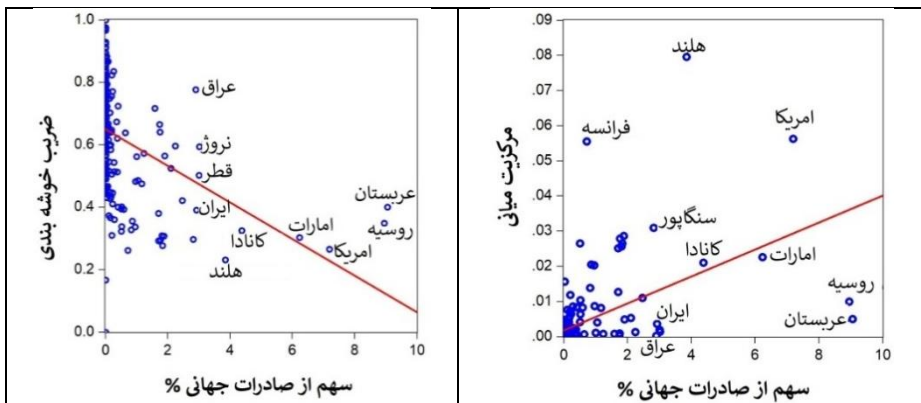 ضریب خوشه بندی
1.0
0.8
0.6
0.4
0.2
0.0
عراق
نروژ
قطر
ایران
کانادا
هلند
امارات
امریکا
عربستان
روسیه
0 2 4 6 8 10
سهم از صادرات جهانی %
مرکزیت میانی
.09
.08
.07
.06
.05
.04
.03
.02
.01
.00
هلند
فرانسه
امریکا
سنگاپور
کانادا
امارات
ایران
عراق
روسیه
عربستان
0 2 4 6 8 10
سهم از صادرات جهانی %